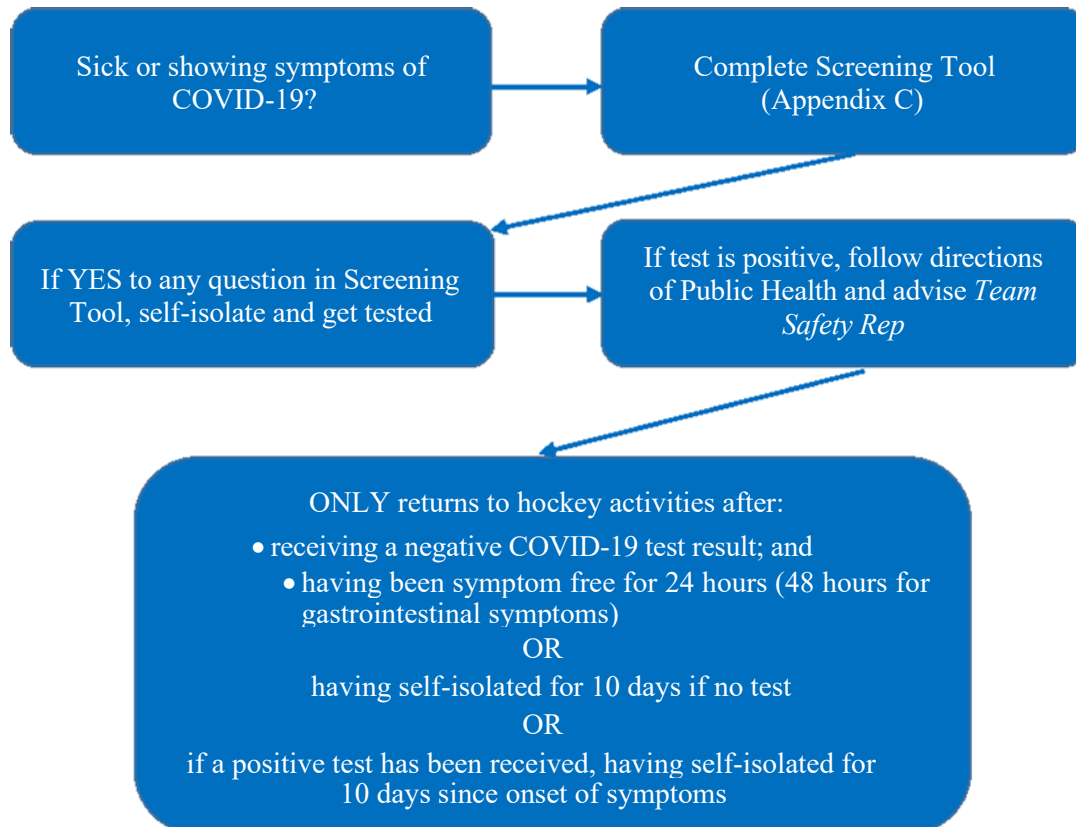 Sick or showing symptoms of
COVID-19?
Complete Screening Tool
(Appendix C)
If YES to any question in Screening
Tool, self-isolate and get tested
If test is positive, follow directions
of Public Health and advise Team
Safety Rep
ONLY returns to hockey activities after:
• receiving a negative COVID-19 test result; and
• having been symptom free for 24 hours (48 hours for
gastrointestinal symptoms)
OR
having self-isolated for 10 days if no test
OR
if a positive test has been received, having self-isolated for
10 days since onset of symptoms